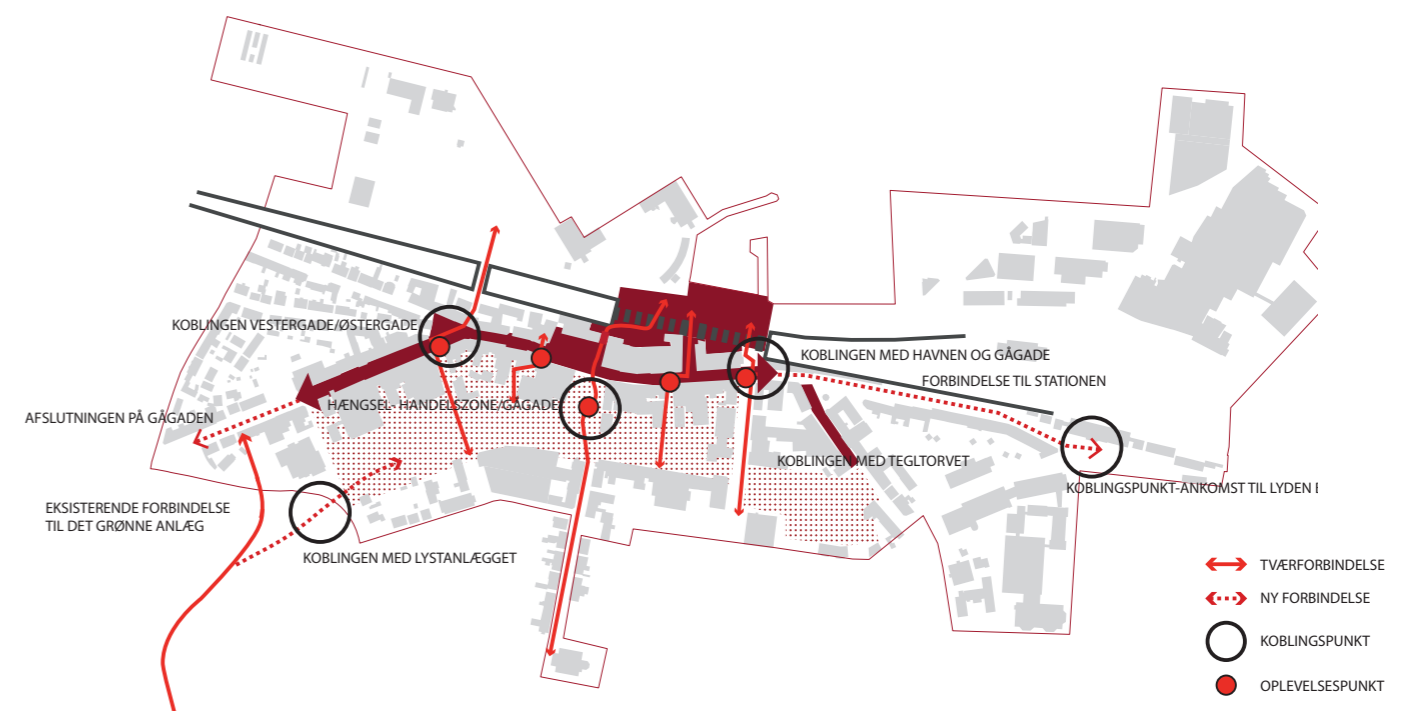 KOBLINGEN VESTERGADE/ØSTERGADE
KOBLINGEN MED HAVNEN OG GÅGADE
FORBINDELSE TIL STATIONEN
HÆNGSEL- HANDELSZONE/GÅGADE
AFSLUTNINGEN PÅ GÅGADEN
KOBLINGEN MED TEGLTORVET
KOBLINGSPUNKT-ANKOMST TIL LYDEN
EKSISTERENDE FORBINDELSE
TIL DET GRØNNE ANLÆG
KOBLINGEN MED LYSTANLÆGGET
TVÆRFORBINDELSE
NY FORBINDELSE
KOBLINGSPUNKT
OPLEVELSESPUNKT